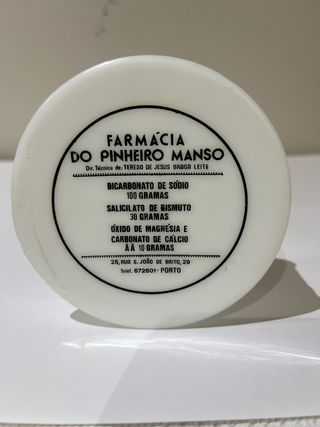 FARMÁCIA
DO PINHEIRO MANSO
Dir. Técnica de: TERESA DE JESUS BRAGA LEITE
BICARBONATO DE SÓDIO
100 GRAMAS
SALICILATO DE BISMUTO
30 GRAMAS
ÓXIDO DE MAGNÉSIA E
CARBONATO DE CÁLCIO
ÃÃ 10 GRAMAS
25, RUA S. JOÃO DE BRITO, 29
Telef. 672601 - PORTO